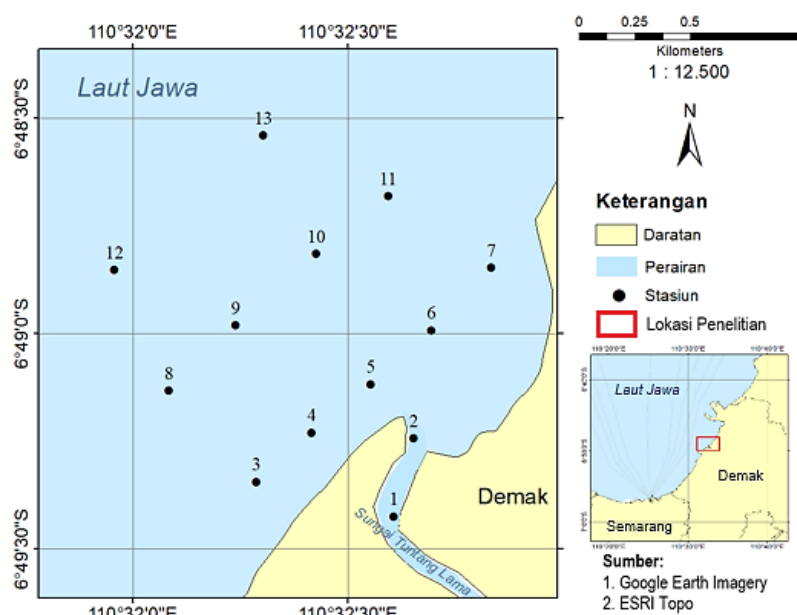 110°32'0"E 110°32'30"E
Laut Jawa
6°48'30"S
13
11
10
12
7
9
6
6°49'0"S
5
8
4
2
3
1
Demak
Sungai Tuntang Lama
6°49'30"S
110°32'0"E 110°32'30"E
0 0.25 0.5
Kilometers
1 : 12.500
N
Keterangan
Daratan
Perairan
Stasiun
Lokasi Penelitian
110°20'0"E 110°30'0"E 110°40'0"E
Laut Jawa
Demak
Semarang
Sumber:
1. Google Earth Imagery
2. ESRI Topo